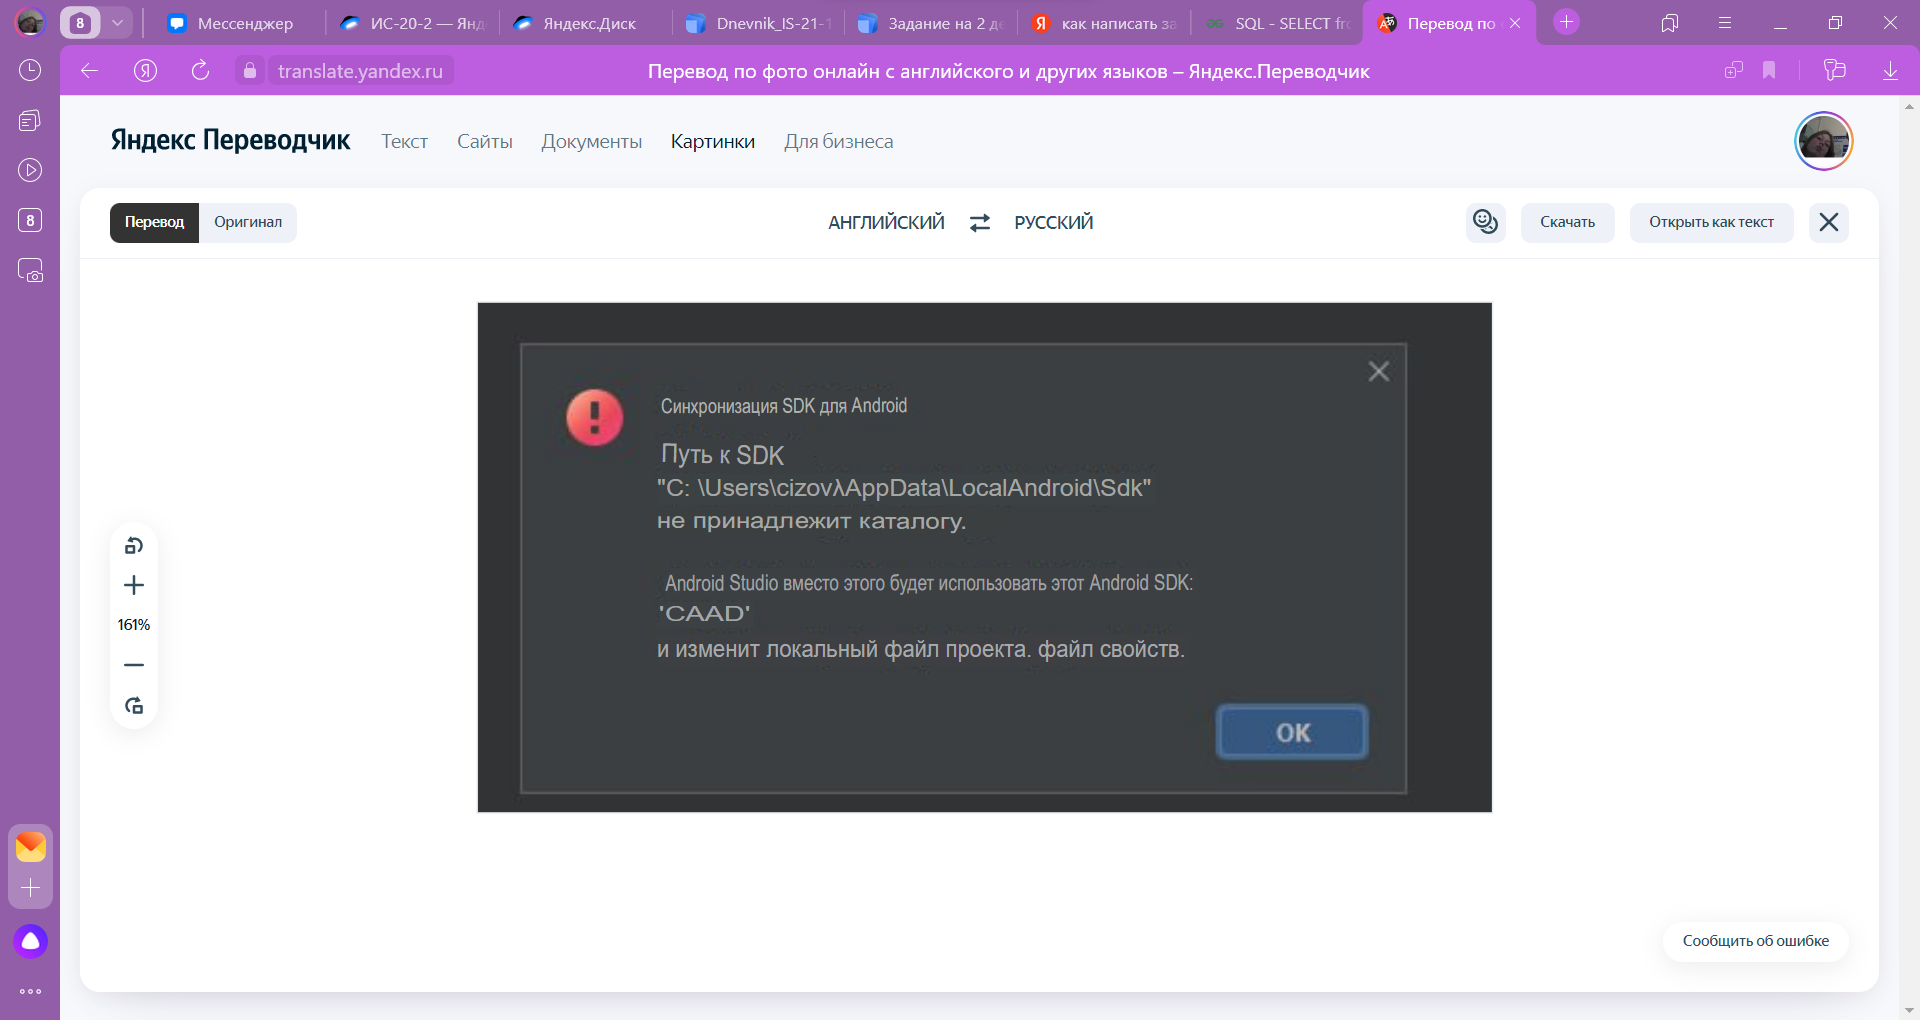 8
Мессенджер
ИС-20-2 — Янд
Яндекс.Диск
Dnevnik_IS-21-1
Задание на 2 де
Я
как написать за
SQL - SELECT fr
Перевод по
Я
translate.yandex.ru
Перевод по фото онлайн с английского и других языков – Яндекс.Переводчик
8
Яндекс Переводчик
Текст
Сайты
Документы
Картинки
Для бизнеса
Перевод
Оригинал
АНГЛИЙСКИЙ
РУССКИЙ
Скачать
Открыть как текст
Синхронизация SDK для Android
Путь к SDK
"C: \Users\cizovλAppData\LocalAndroid\Sdk"
не принадлежит каталогу.
Android Studio вместо этого будет использовать этот Android SDK:
'CAAD'
и изменит локальный файл проекта. файл свойств.
OK
161%
Сообщить об ошибке